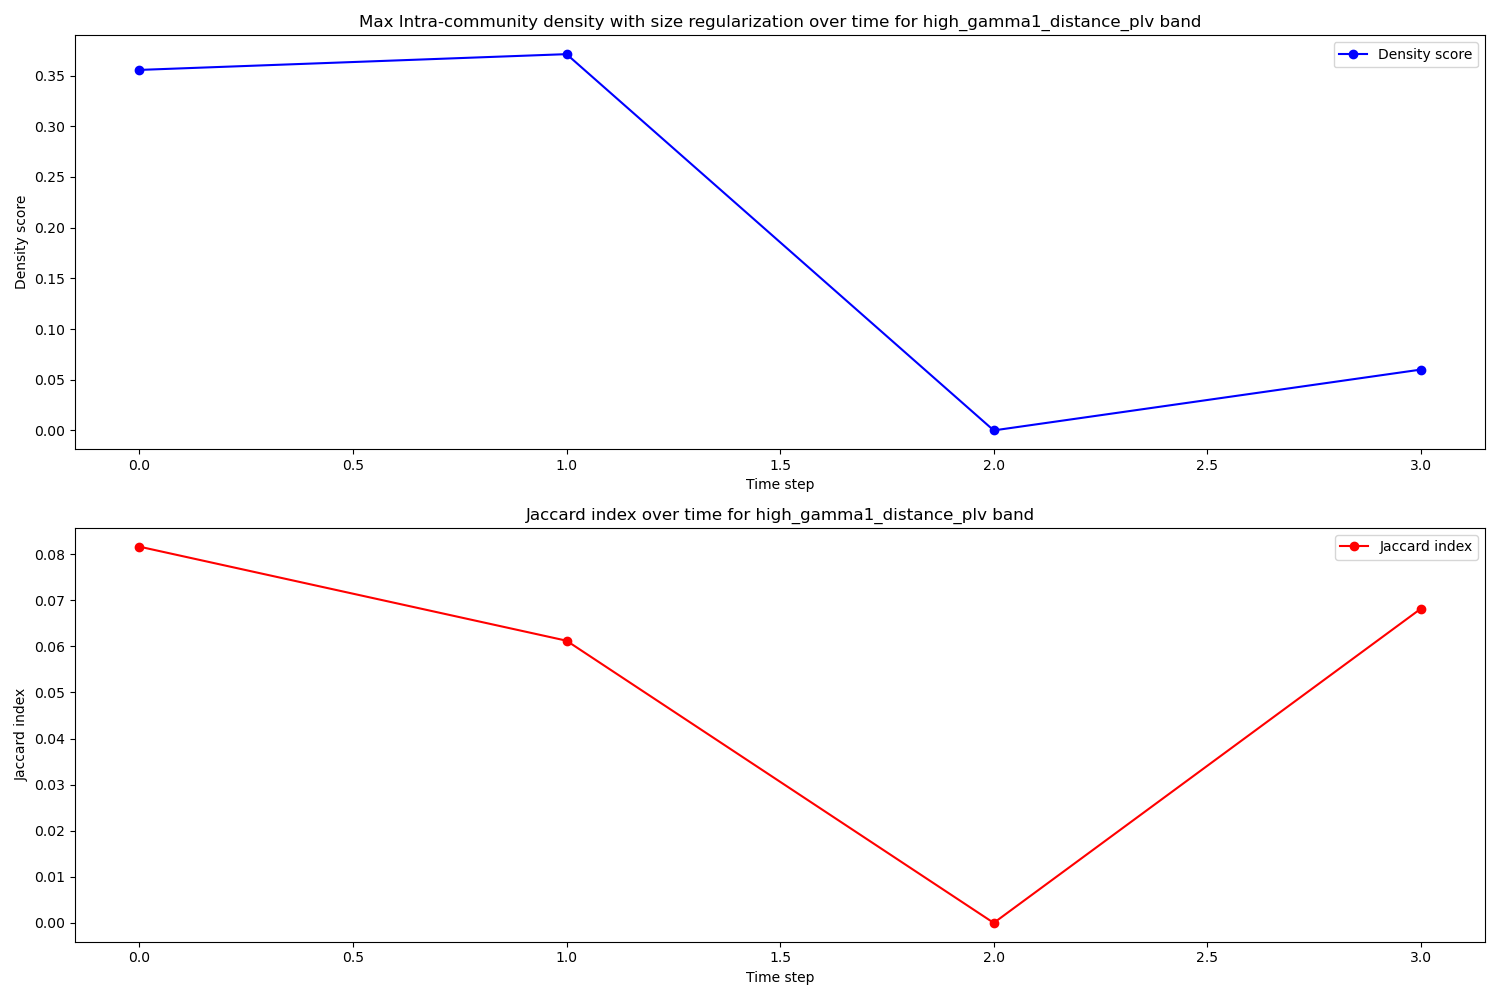 Max Intra-community density with size regularization over time for high_gamma1_distance_plv band
Density score
0.35
0.30
0.25
0.20
0.15
0.10
0.05
0.00
Density score
0.0 0.5 1.0 1.5 2.0 2.5 3.0
Time step
Jaccard index over time for high_gamma1_distance_plv band
Jaccard index
0.08
0.07
0.06
0.05
0.04
0.03
0.02
0.01
0.00
Jaccard index
0.0 0.5 1.0 1.5 2.0 2.5 3.0
Time step